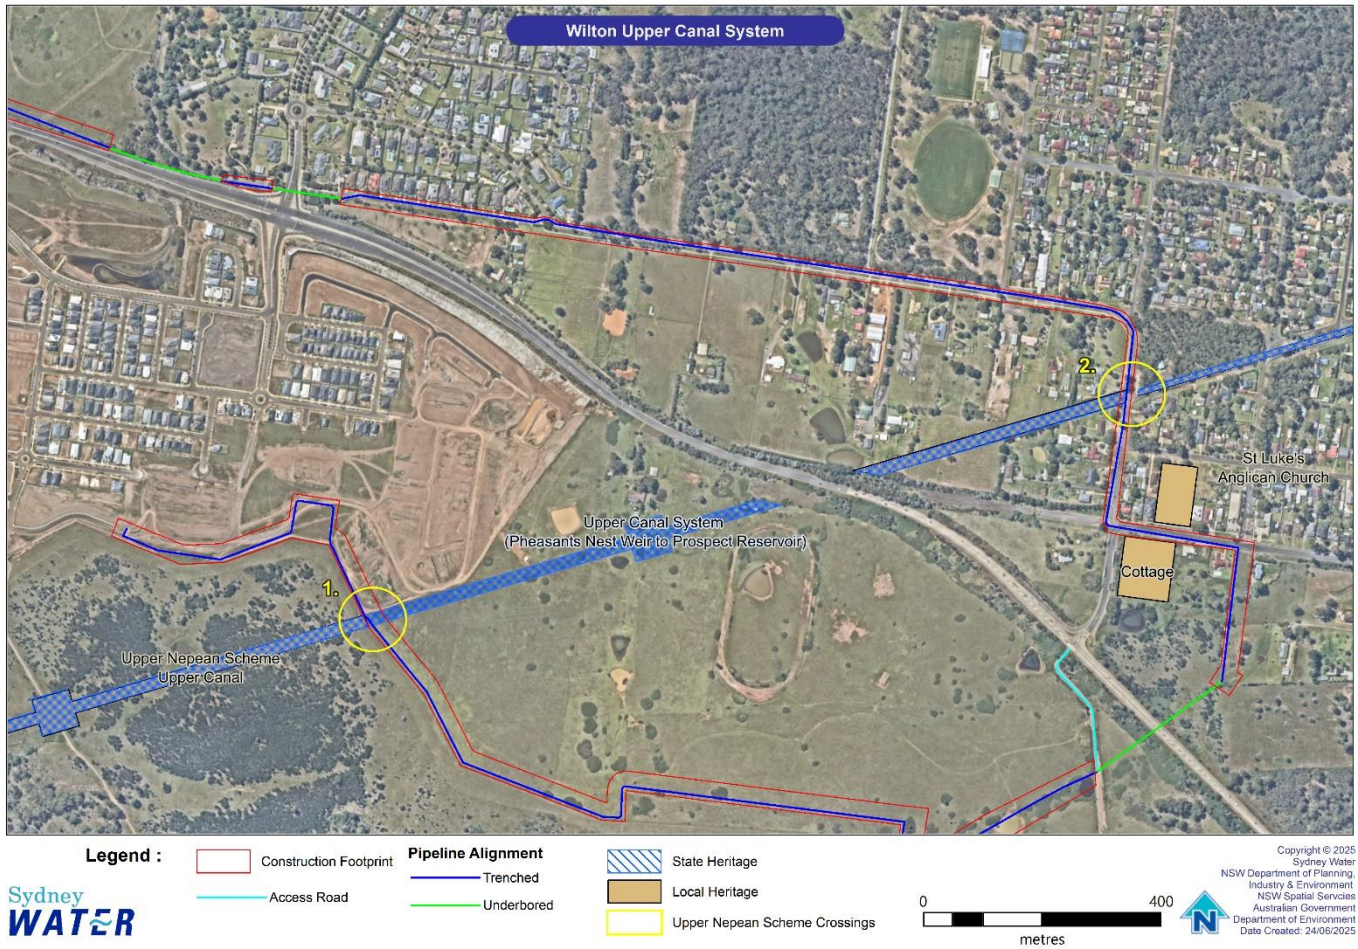 Wilton Upper Canal System
2.
St Luke's
Anglican Church
Upper Canal System
(Pheasants Nest Weir to Prospect Reservoir)
Cottage
1.
Upper Nepean Scheme
Upper Canal
Legend :
Construction Footprint
Access Road
Pipeline Alignment
Trenched
Underbored
State Heritage
Local Heritage
Upper Nepean Scheme Crossings
0
400
metres
N
Copyright © 2025
Sydney Water
NSW Department of Planning,
Industry & Environment
NSW Spatial Servcies
Australian Government
Department of Environment
Date Created: 24/06/2025
Sydney
WATER